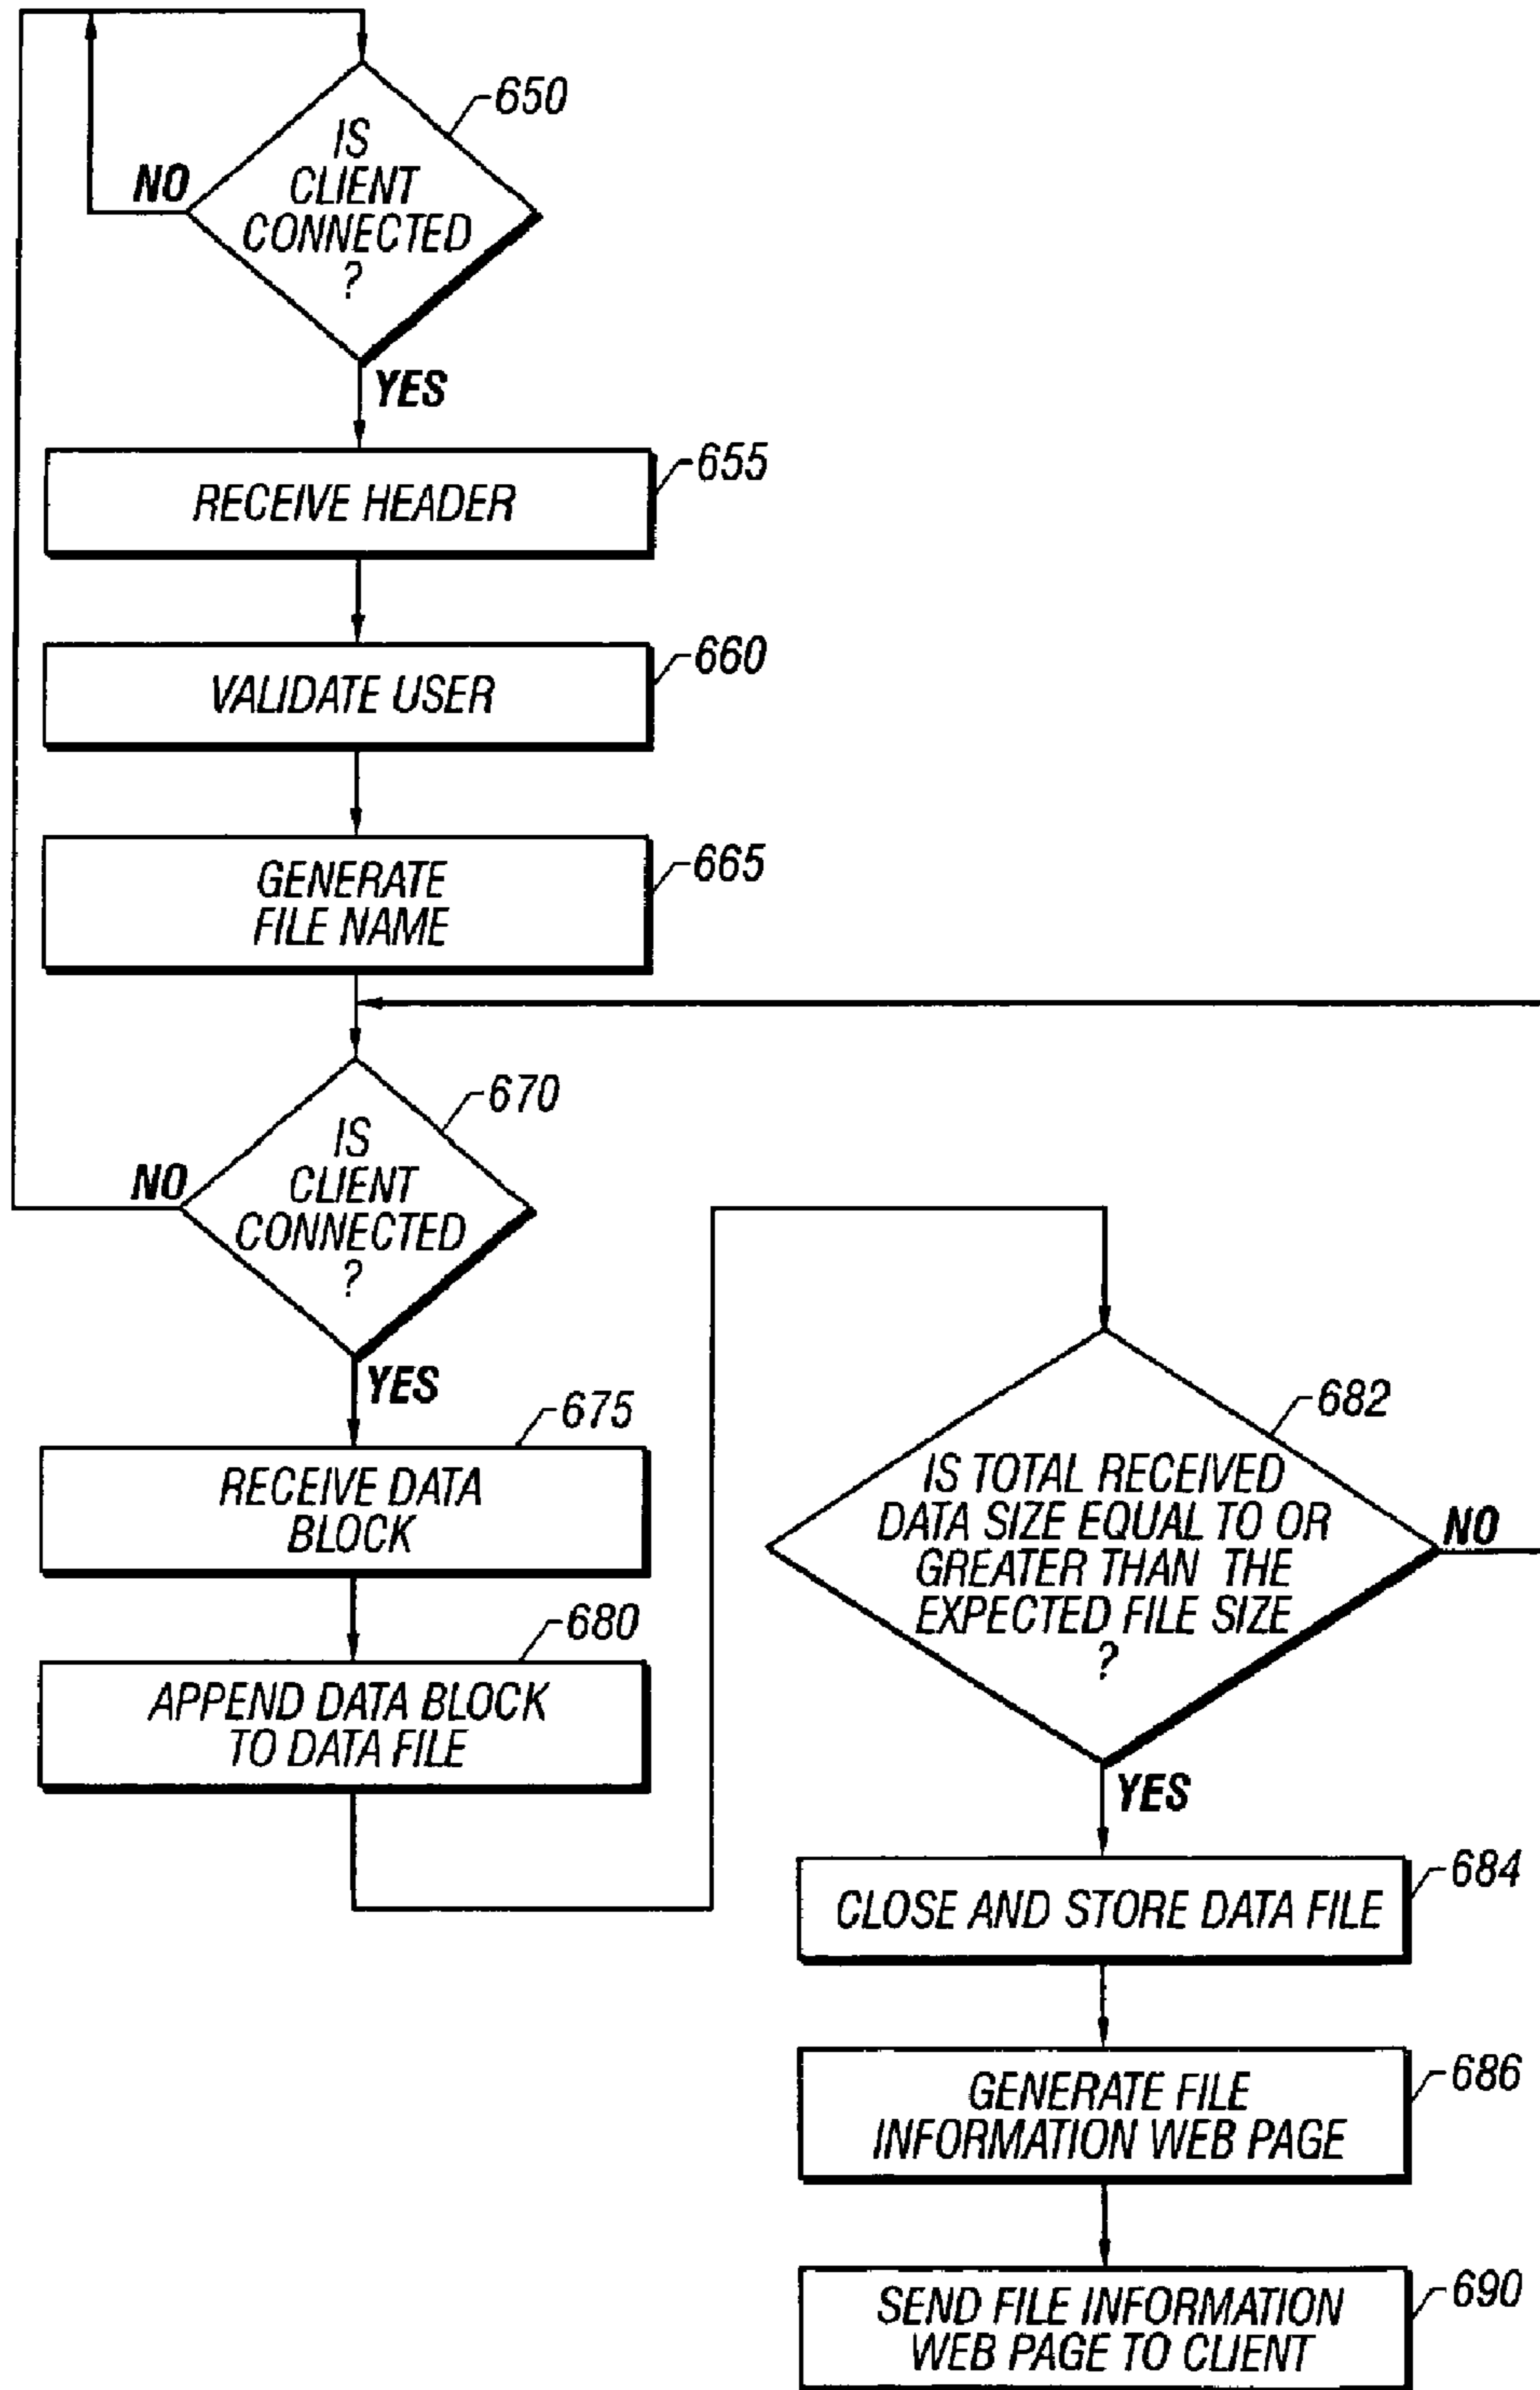 650
IS
CLIENT
CONNECTED
?
NO
YES
655
RECEIVE HEADER
660
VALIDATE USER
665
GENERATE
FILE NAME
670
IS
CLIENT
CONNECTED
?
NO
YES
675
RECEIVE DATA
BLOCK
680
APPEND DATA BLOCK
TO DATA FILE
682
IS TOTAL RECEIVED
DATA SIZE EQUAL TO OR
GREATER THAN THE
EXPECTED FILE SIZE
?
NO
YES
684
CLOSE AND STORE DATA FILE
686
GENERATE FILE
INFORMATION WEB PAGE
690
SEND FILE INFORMATION
WEB PAGE TO CLIENT